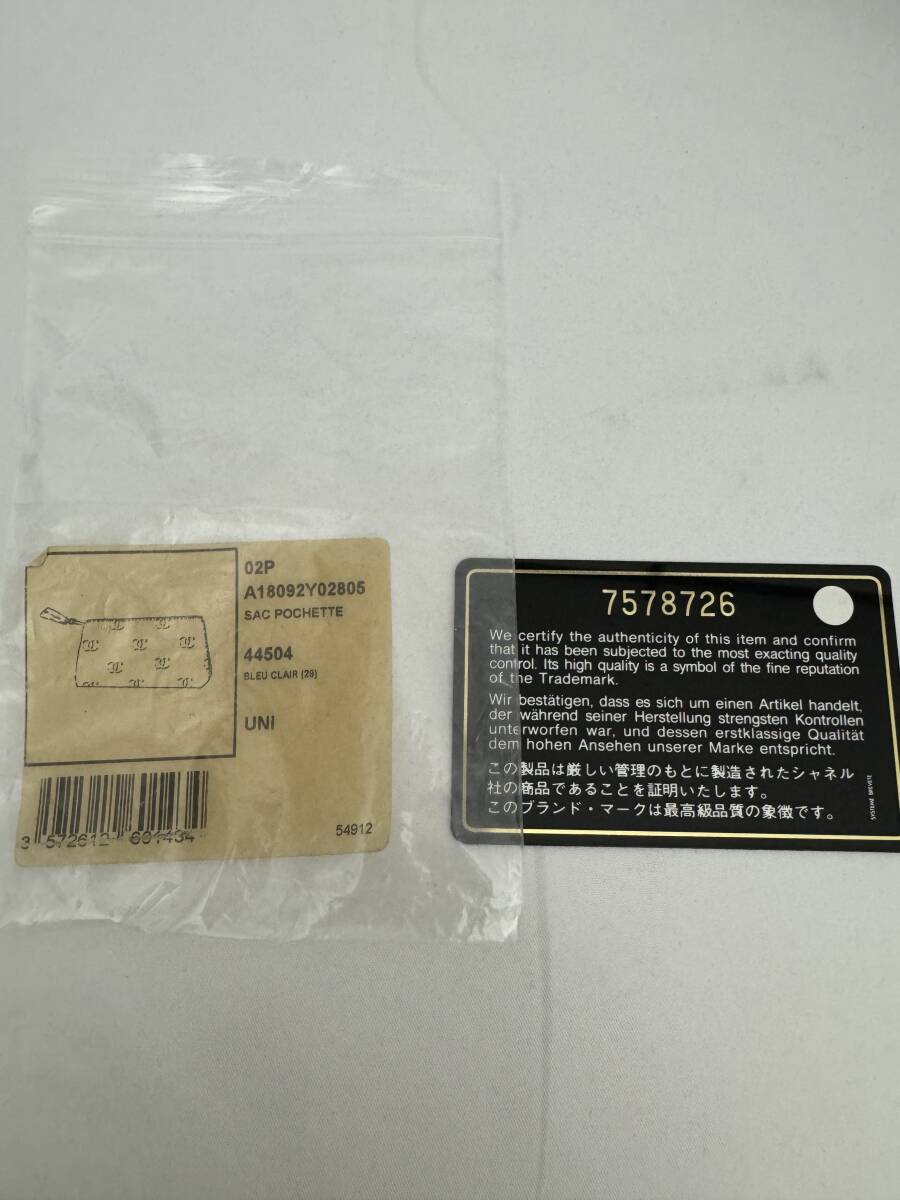 02P
A18092Y02805
SAC POCHETTE
44504
BLEU CLAIR (29)
UNI
3 572612 661434
54912
7578726
We certify the authenticity of this item and confirm
that it has been subjected to the most exacting quality
control. Its high quality is a symbol of the fine reputation
of the Trademark.
Wir bestätigen, dass es sich um einen Artikel handelt,
der während seiner Herstellung strengsten Kontrollen
unterworfen war, und dessen erstklassige Qualität
dem hohen Ansehen unserer Marke entspricht.
この製品は厳しい管理のもとに製造されたシャネル
社の商品であることを証明いたします。
このブランド・マークは最高級品質の象徴です。
SYSTEME BREVETE